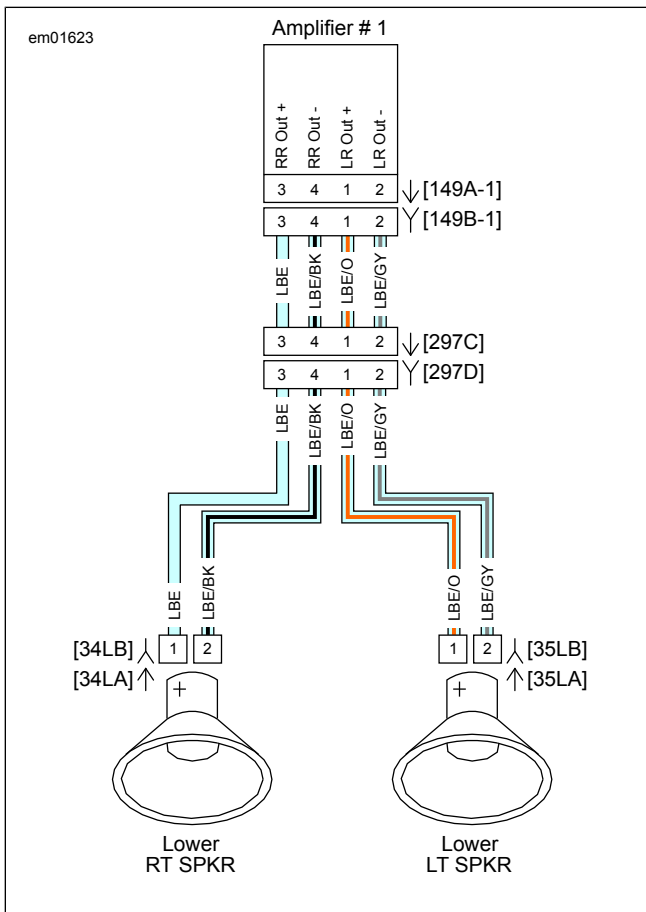 em01623
Amplifier # 1
RR Out +
RR Out -
LR Out +
LR Out -
3 4 1 2 [149A-1]
3 4 1 2 [149B-1]
LBE
LBE/BK
LBE/O
LBE/GY
3 4 1 2 [297C]
3 4 1 2 [297D]
LBE
LBE/BK
LBE/O
LBE/GY
LBE
LBE/BK
LBE/O
LBE/GY
[34LB] 1 2
1 2 [35LB]
[34LA] +
+ [35LA]
Lower
RT SPKR
Lower
LT SPKR